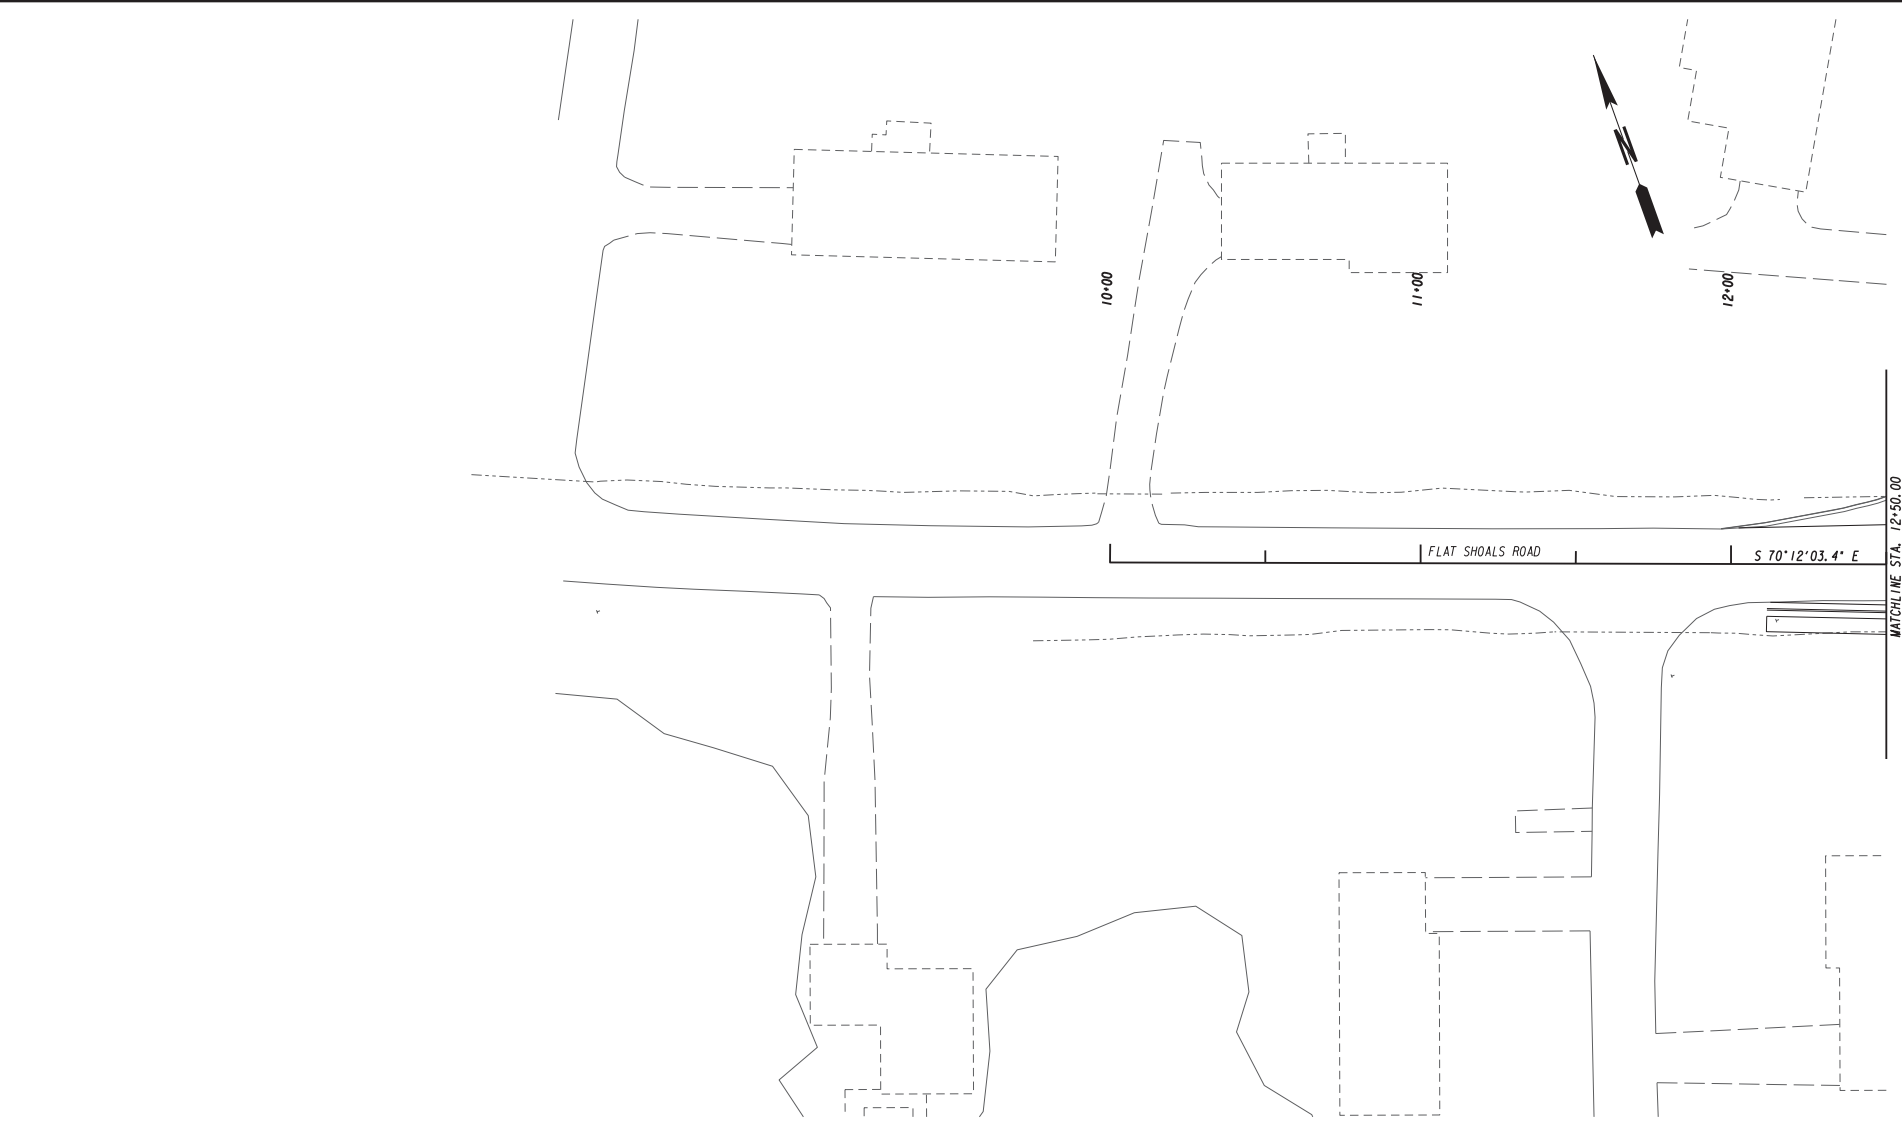 N
10+00
11+00
12+00
FLAT SHOALS ROAD
S 70°12'03.4" E
MATCHLINE STA. 12+50.00